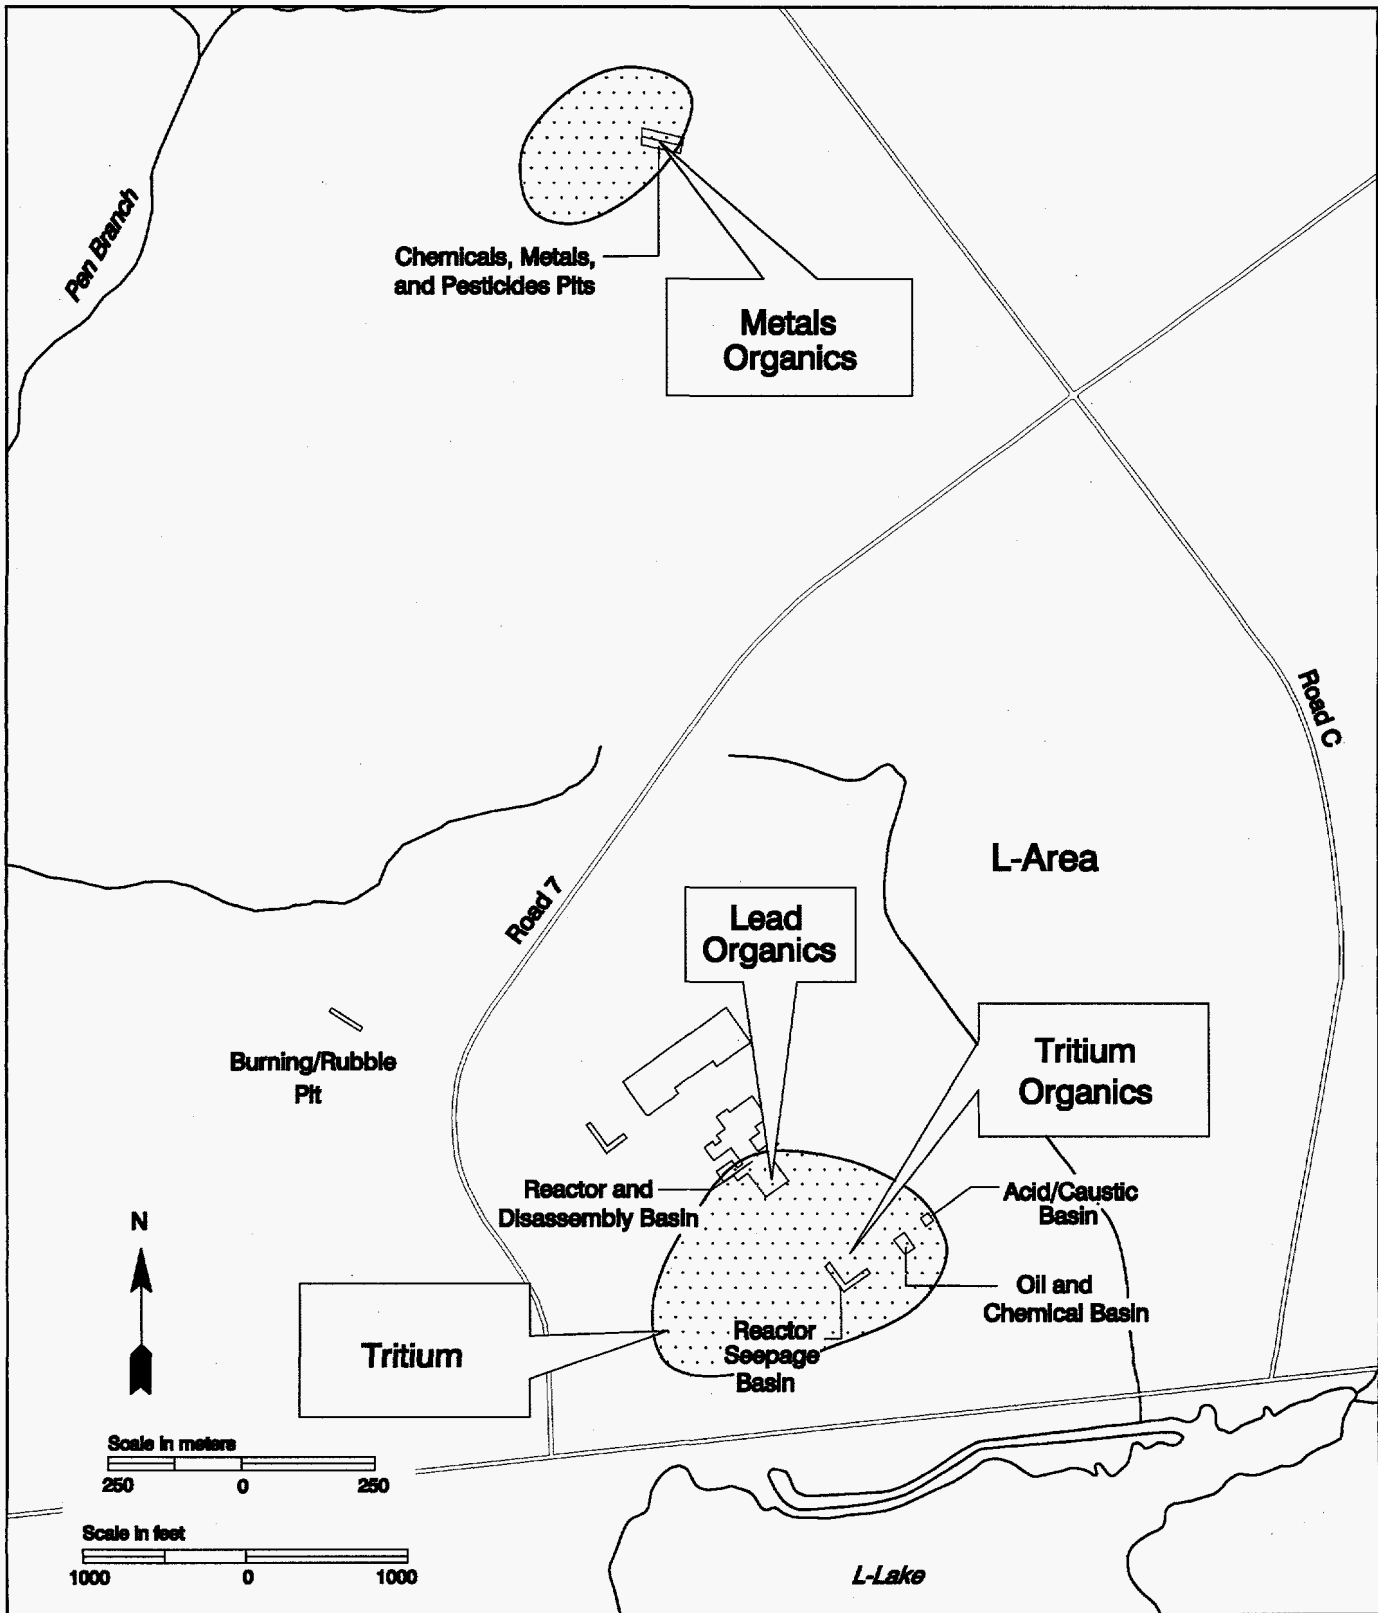 Pen Branch
Chemicals, Metals,
and Pesticides Pits
Metals
Organics
Road C
L-Area
Road 7
Lead
Organics
Tritium
Organics
Burning/Rubble
Pit
Reactor and
Disassembly Basin
Acid/Caustic
Basin
N
Oil and
Chemical Basin
Reactor
Seepage
Basin
Tritium
Scale in meters
250 0 250
Scale in feet
1000 0 1000
L-Lake